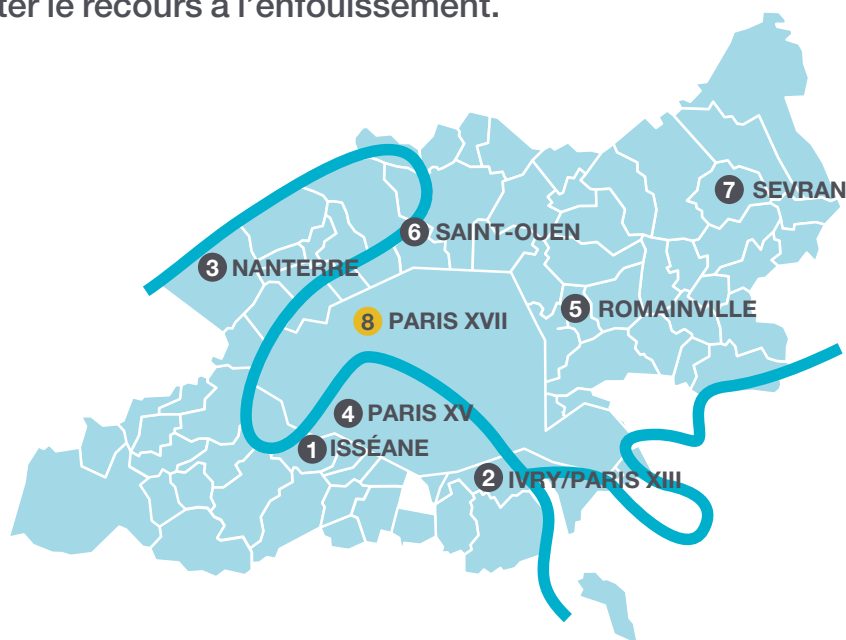 ter le recours à l'enfouissement.
7 SEVRAN
6 SAINT-OUEN
3 NANTERRE
5 ROMAINVILLE
8 PARIS XVII
4 PARIS XV
1 ISSÉANE
2 IVRY/PARIS XIII